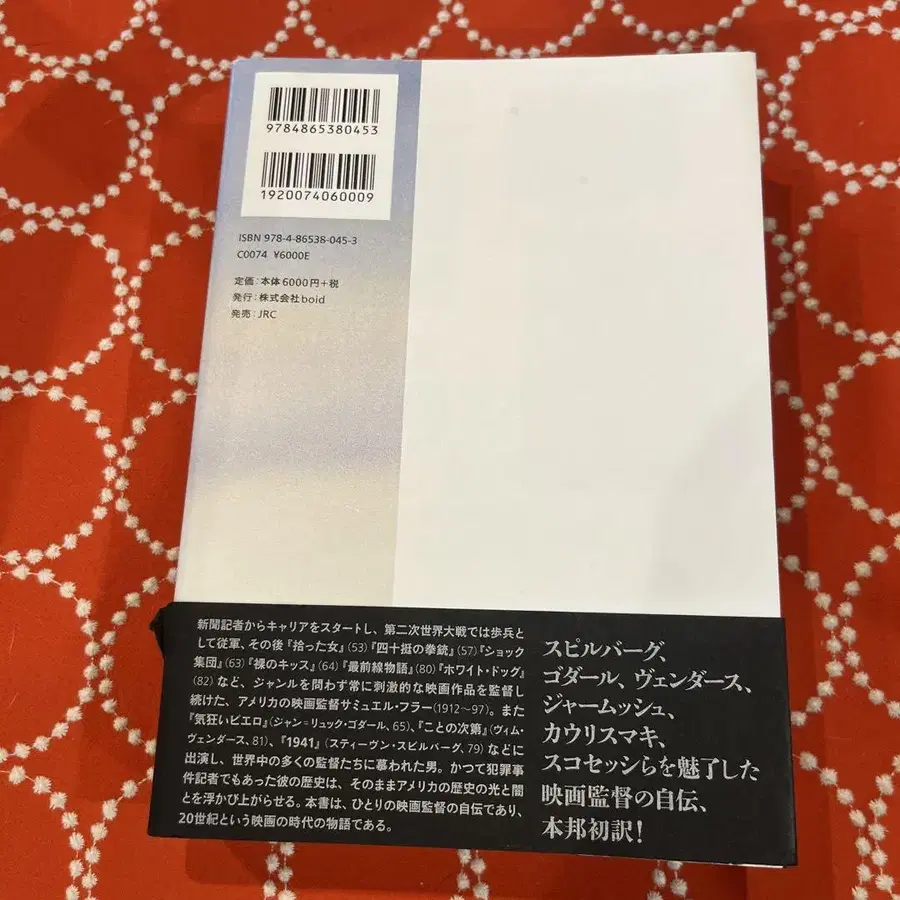 9784865380453
1920074060009
ISBN 978-4-86538-045-3
C0074 ¥6000E
定価：本体6000円+税
発行：株式会社boid
発売：JRC
新聞記者からキャリアをスタートし、第二次世界大戦では歩兵と
して従軍、その後『拾った女』(53)『四十挺の拳銃』(57)『ショック
集団』(63)『裸のキッス』(64)『最前線物語』(80)『ホワイト・ドッグ』
(82) など、ジャンルを問わず常に刺激的な映画作品を監督し
続けた、アメリカの映画監督サミュエル・フラー(1912〜97)。また
『気狂いピエロ』(ジャン＝リュック・ゴダール、65)、『ことの次第』(ヴィム・
ヴェンダース、81)、『1941』(スティーヴン・スピルバーグ、79) などに
出演し、世界中の多くの監督たちに慕われた男。かつて犯罪事
件記者でもあった彼の歴史は、そのままアメリカの歴史の光と闇
とを浮かび上がらせる。本書は、ひとりの映画監督の自伝であり、
20世紀という映画の時代の物語である。
スピルバーグ、
ゴダール、ヴェンダース、
ジャームッシュ、
カウリスマキ、
スコセッシらを魅了した
映画監督の自伝、
本邦初訳！